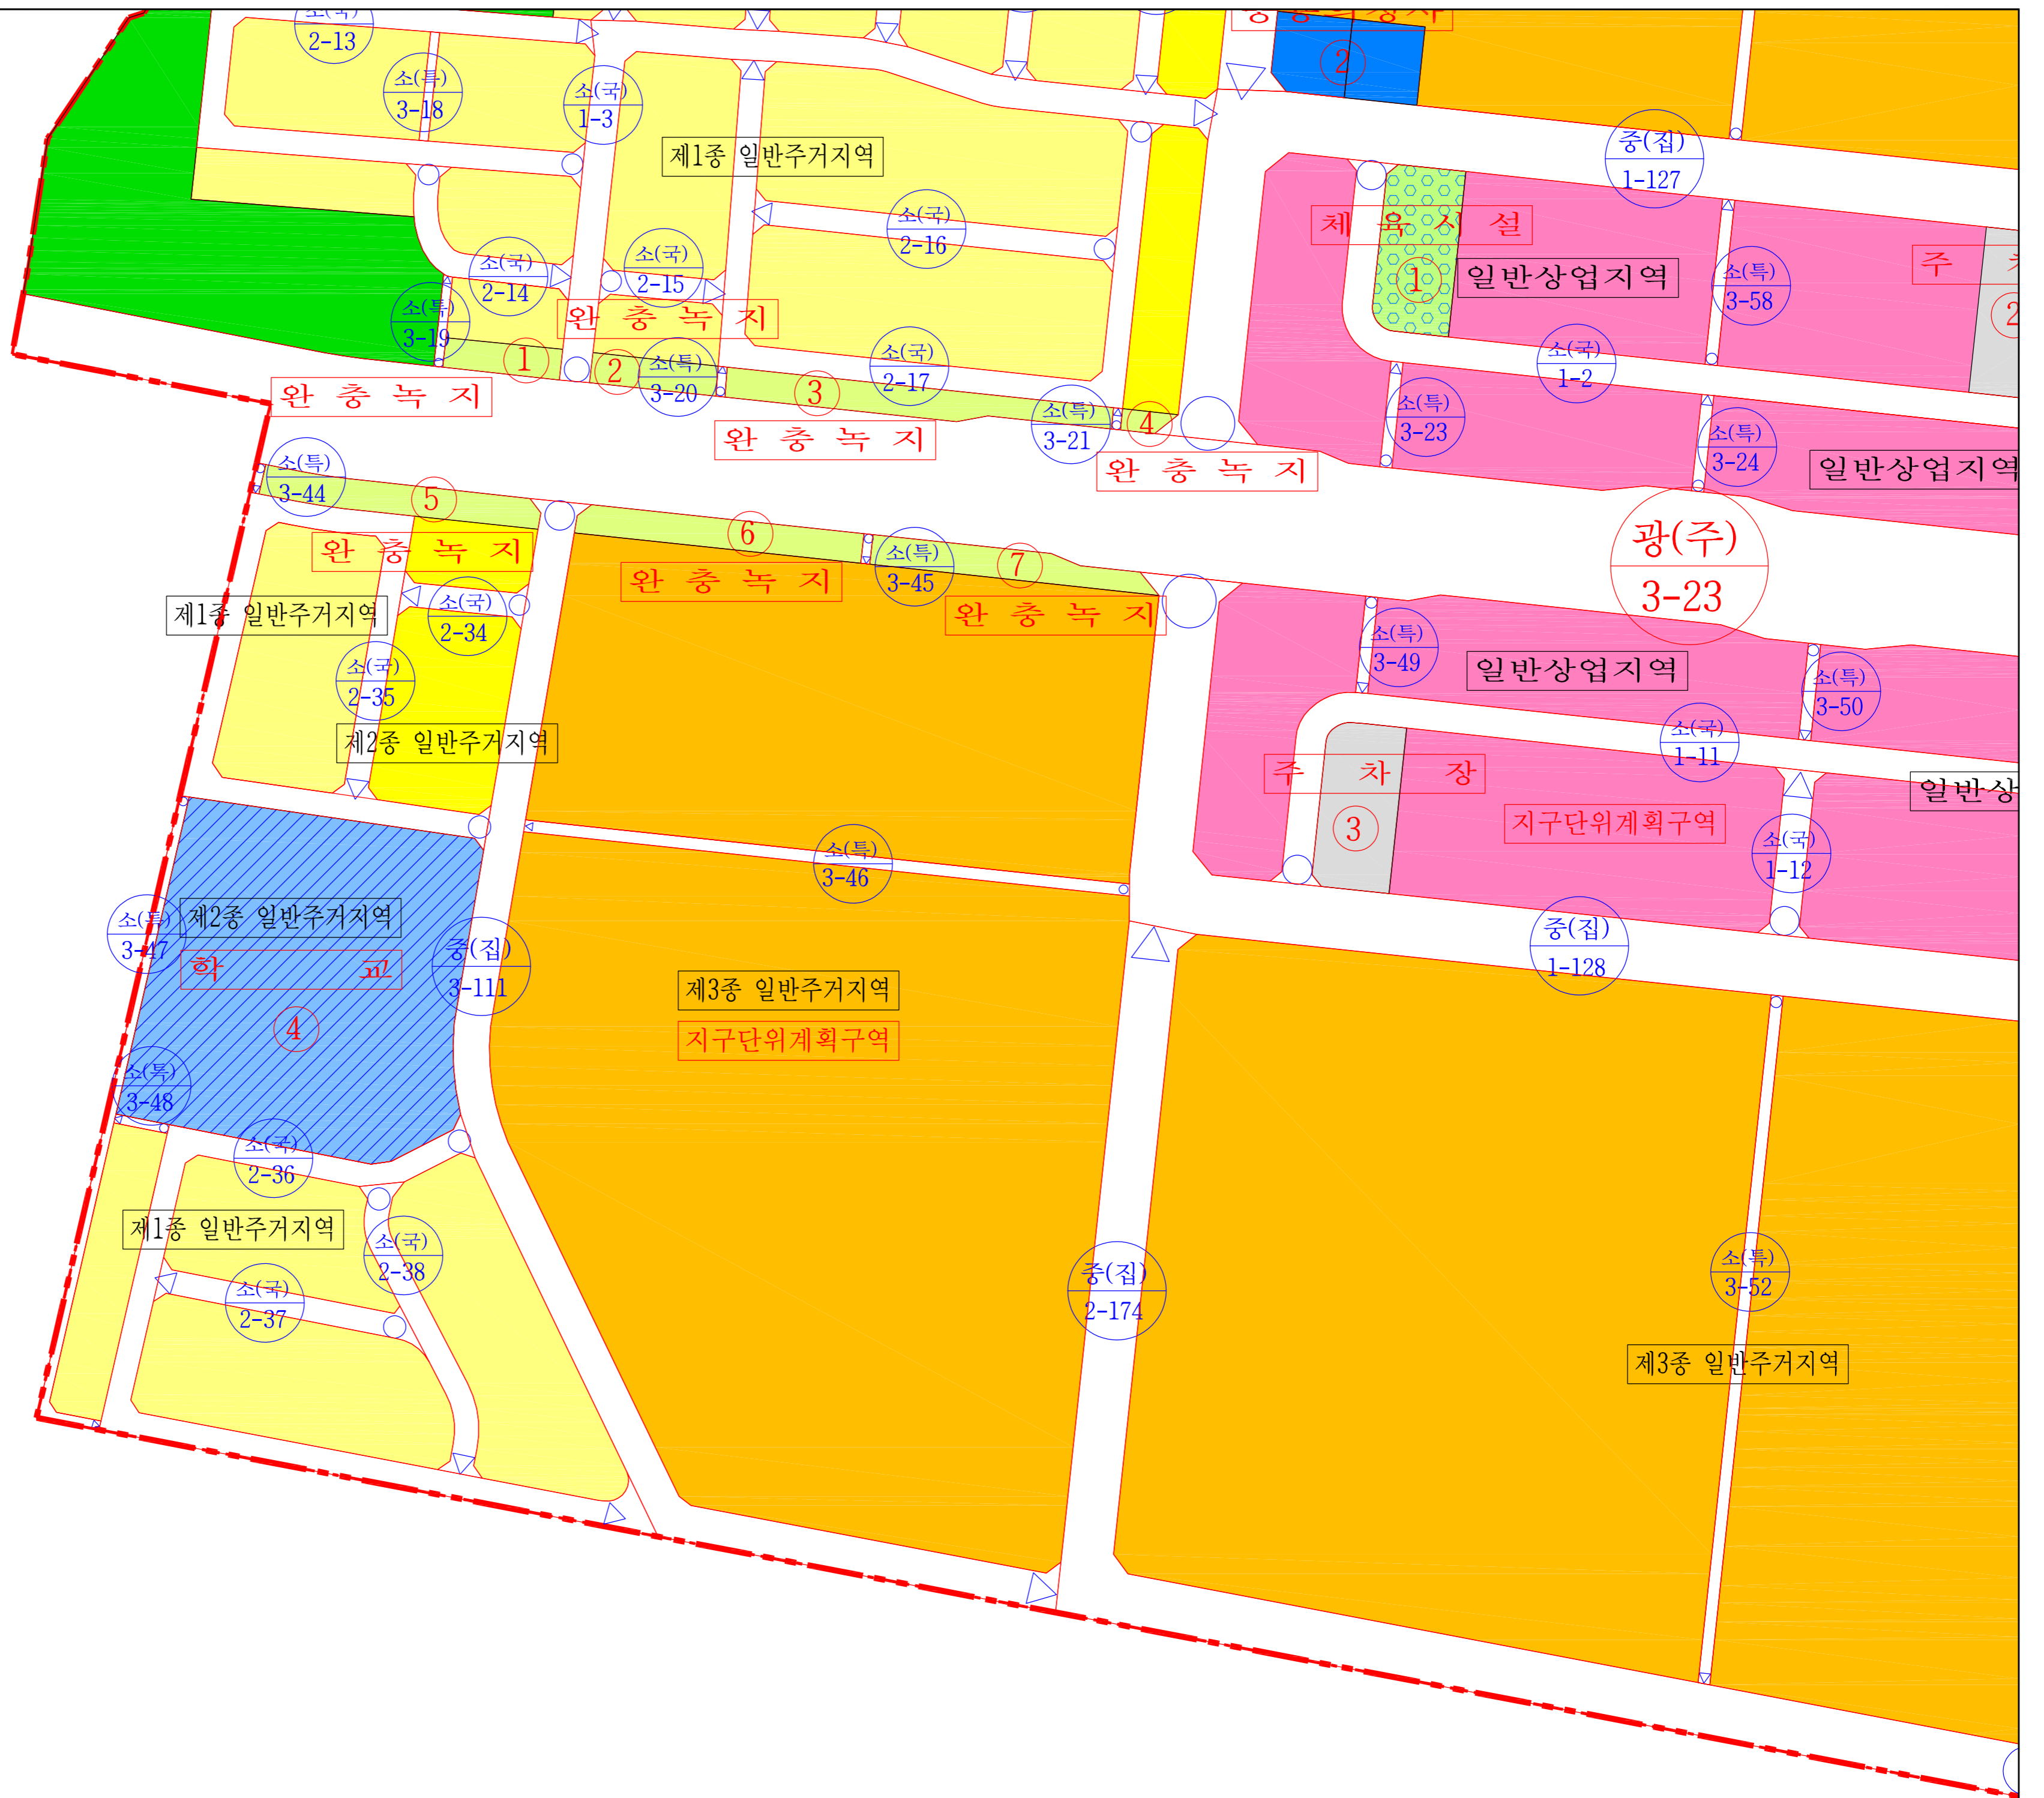 2-13
소(특)
3-18
소(국)
1-3
②
중(집)
1-127
제1종 일반주거지역
체 육 시 설
①
소(국)
2-16
일반상업지역
소(특)
3-58
주
②
소(국)
2-14
소(국)
2-15
소(특)
3-19
완 충 녹 지
①
②
소(특)
3-20
③
소(국)
2-17
소(국)
1-2
완 충 녹 지
소(특)
3-21
④
소(특)
3-23
소(특)
3-24
완 충 녹 지
완 충 녹 지
일반상업지역
소(특)
3-44
⑤
완 충 녹 지
⑥
소(특)
3-45
⑦
광(주)
3-23
완 충 녹 지
완 충 녹 지
제1종 일반주거지역
소(국)
2-34
소(특)
3-49
일반상업지역
소(국)
2-35
소(특)
3-50
제2종 일반주거지역
소(국)
1-11
주 차 장
③
일반상
지구단위계획구역
소(특)
3-46
소(국)
1-12
제2종 일반주거지역
소(특)
3-47
학 교
④
중(집)
3-111
중(집)
1-128
제3종 일반주거지역
지구단위계획구역
소(특)
3-48
소(국)
2-36
제1종 일반주거지역
소(국)
2-38
소(국)
2-37
중(집)
2-174
소(특)
3-52
제3종 일반주거지역